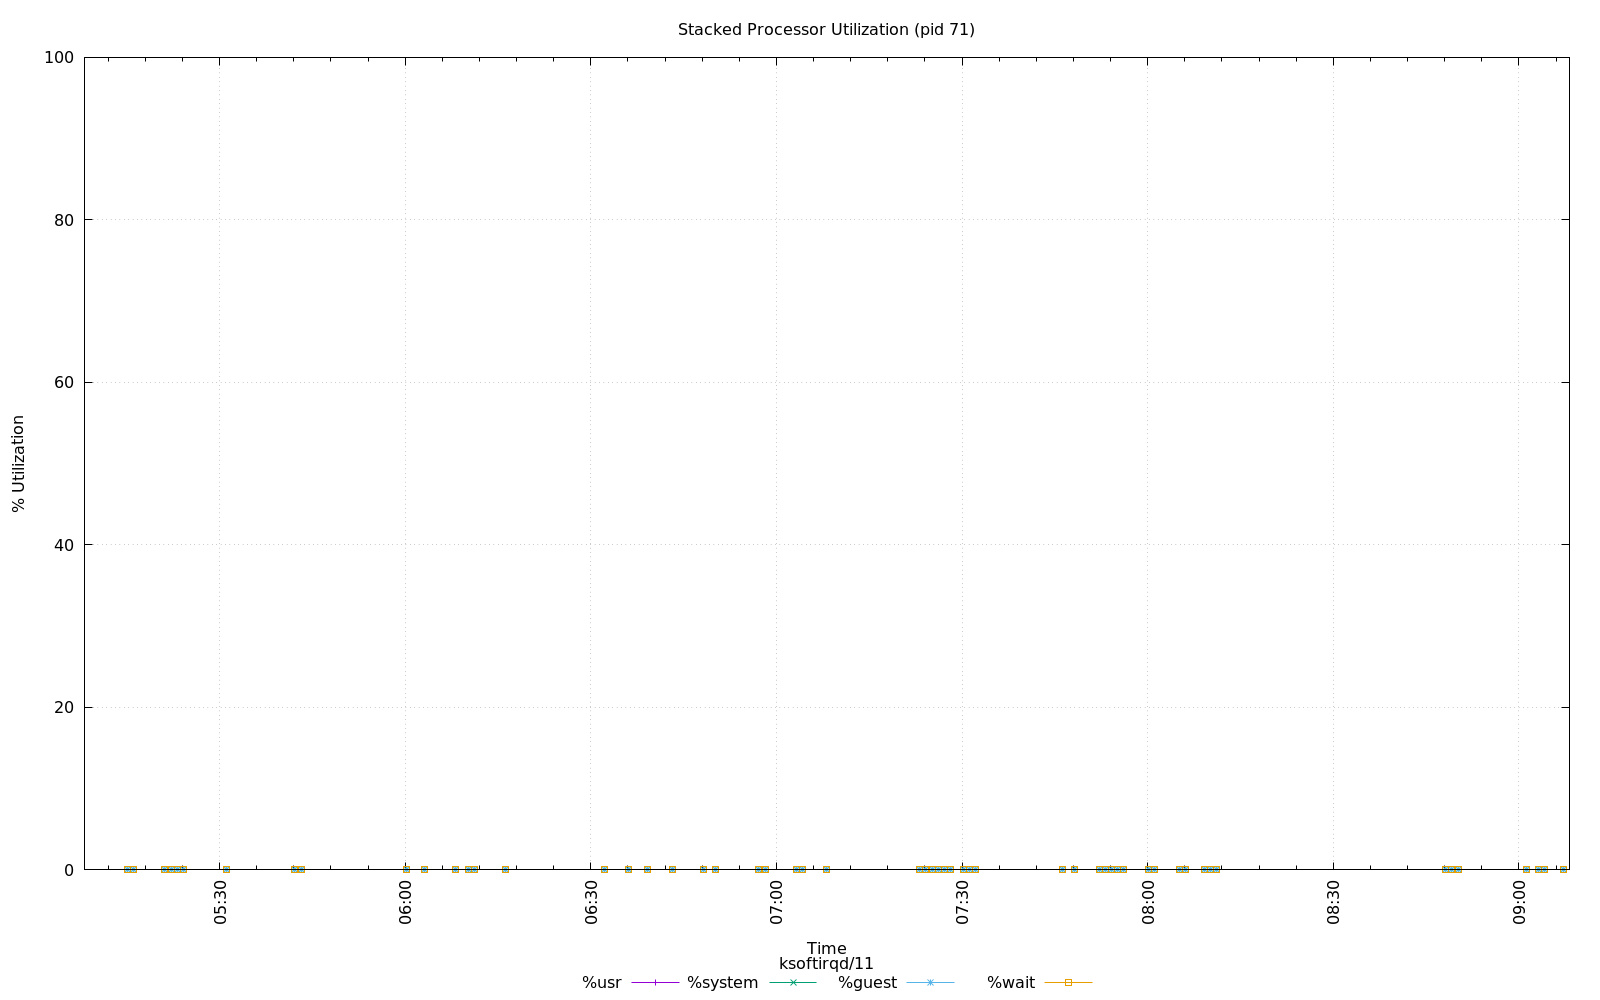 Stacked Processor Utilization (pid 71)
100
80
60
40
20
0
% Utilization
05:30 06:00 06:30 07:00 07:30 08:00 08:30 09:00
Time
ksoftirqd/11
%usr %system %guest %wait